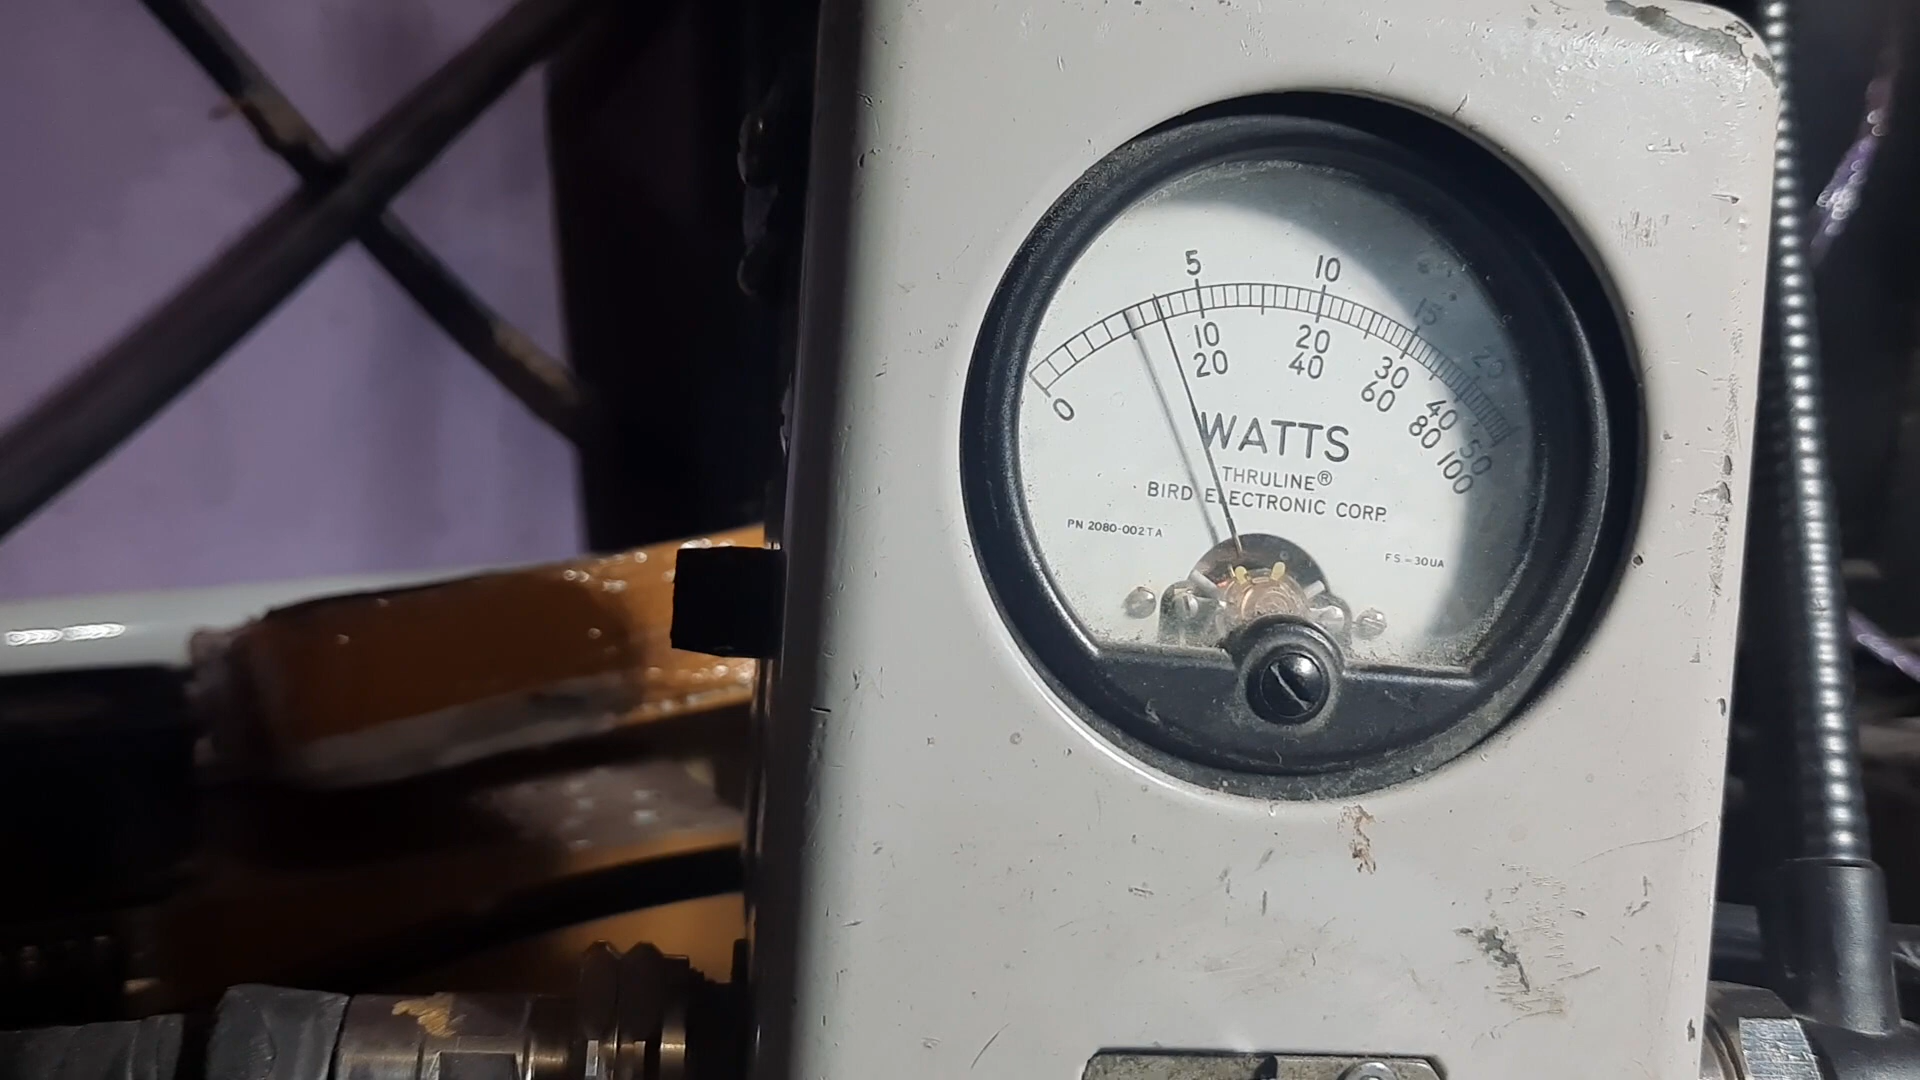 5 10 15 20 25
0 10 20 30 40 50
20 40 60 80 100
WATTS
THRULINE®
BIRD ELECTRONIC CORP.
PN 2080-002TA
FS=30UA